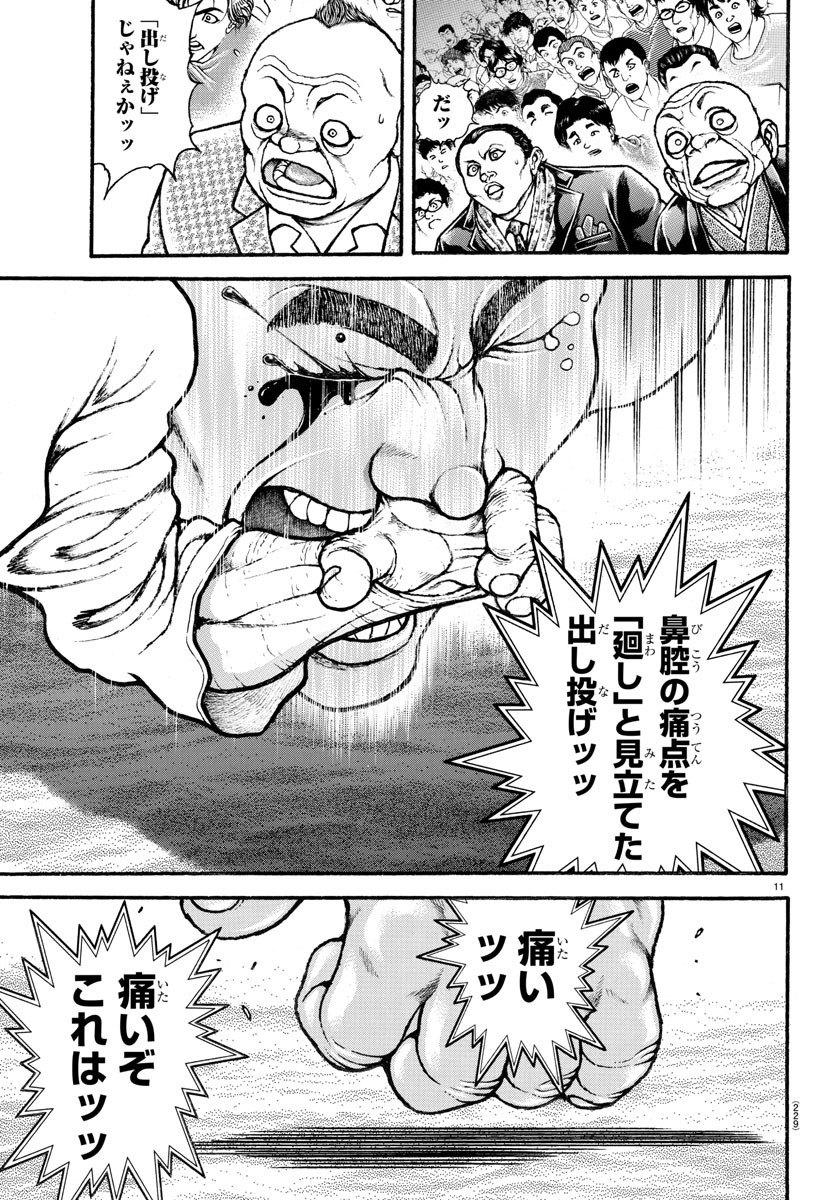 だッ
「出し投げ」
じゃねェかッッ
鼻腔の痛点を
「廻し」と見立てた
出し投げッッ
11
痛い
ッッ
痛いぞ
これはッッ
(229)